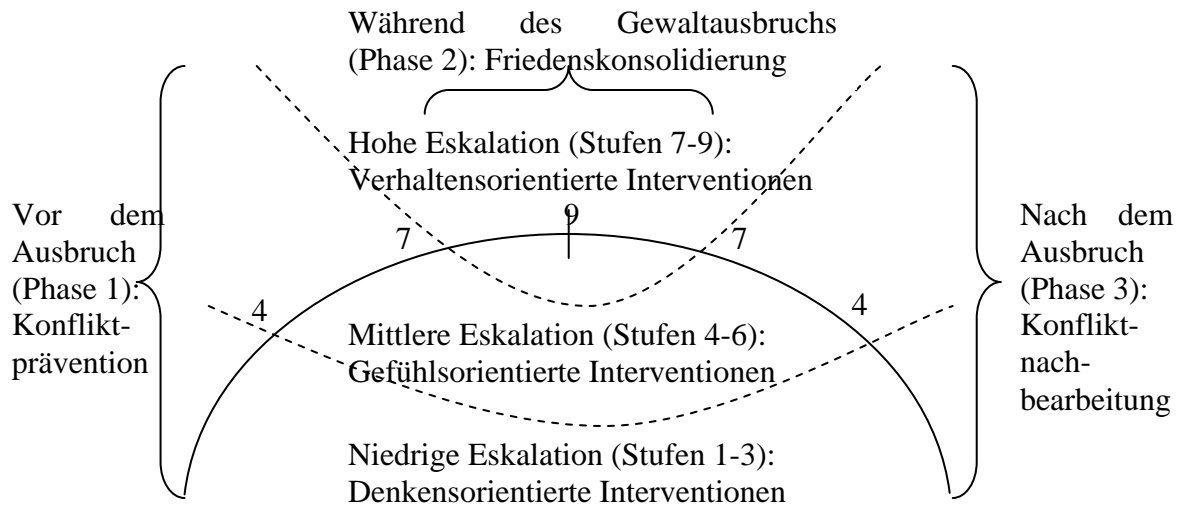 Während des Gewaltausbruchs
(Phase 2): Friedenskonsolidierung
Hohe Eskalation (Stufen 7-9):
Verhaltensorientierte Interventionen
Vor dem
Ausbruch
(Phase 1):
Konflikt-
prävention
9
7
7
4
4
Mittlere Eskalation (Stufen 4-6):
Gefühlsorientierte Interventionen
Niedrige Eskalation (Stufen 1-3):
Denkensorientierte Interventionen
Nach dem
Ausbruch
(Phase 3):
Konflikt-
nach-
bearbeitung